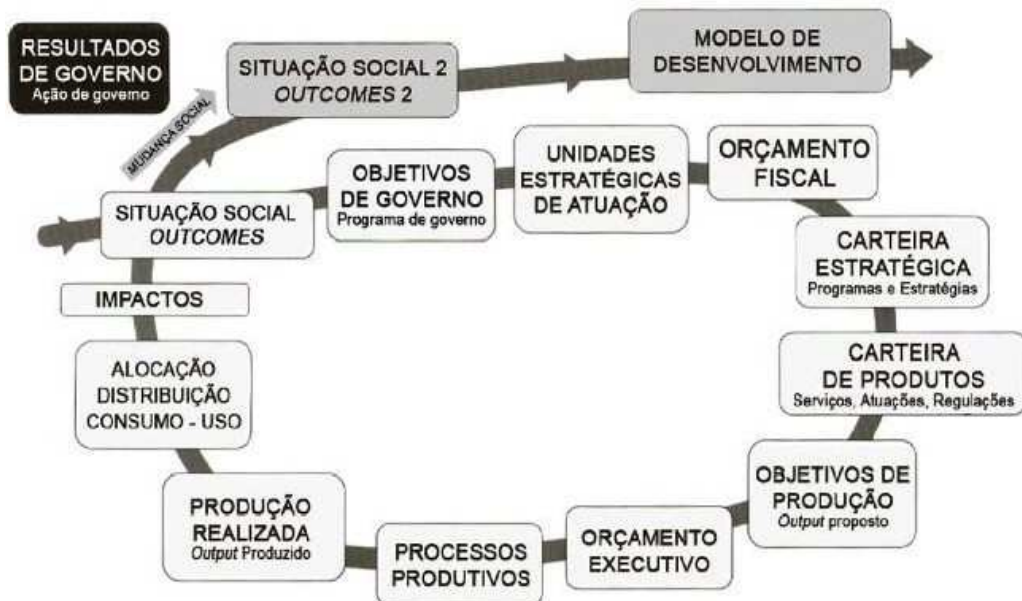 RESULTADOS
DE GOVERNO
Ação de governo
MUDANÇA SOCIAL
SITUAÇÃO SOCIAL 2
OUTCOMES 2
MODELO DE
DESENVOLVIMENTO
SITUAÇÃO SOCIAL
OUTCOMES
OBJETIVOS
DE GOVERNO
Programa de governo
UNIDADES
ESTRATÉGICAS
DE ATUAÇÃO
ORÇAMENTO
FISCAL
CARTEIRA
ESTRATÉGICA
Programas e Estratégias
CARTEIRA
DE PRODUTOS
Serviços, Atuações, Regulações
OBJETIVOS DE
PRODUÇÃO
Output proposto
ORÇAMENTO
EXECUTIVO
PROCESSOS
PRODUTIVOS
PRODUÇÃO
REALIZADA
Output Produzido
ALOCAÇÃO
DISTRIBUIÇÃO
CONSUMO - USO
IMPACTOS